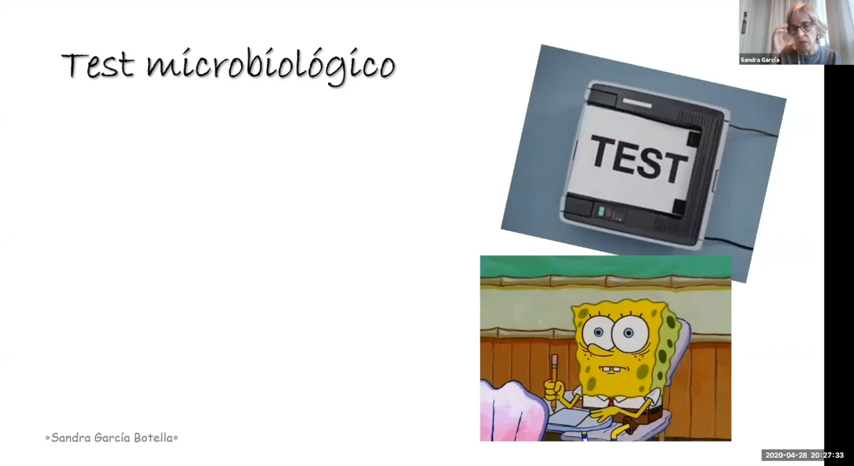 Test microbiológico
Sandra García
TEST
•Sandra García Botella•
2020-04-28 20:27:33